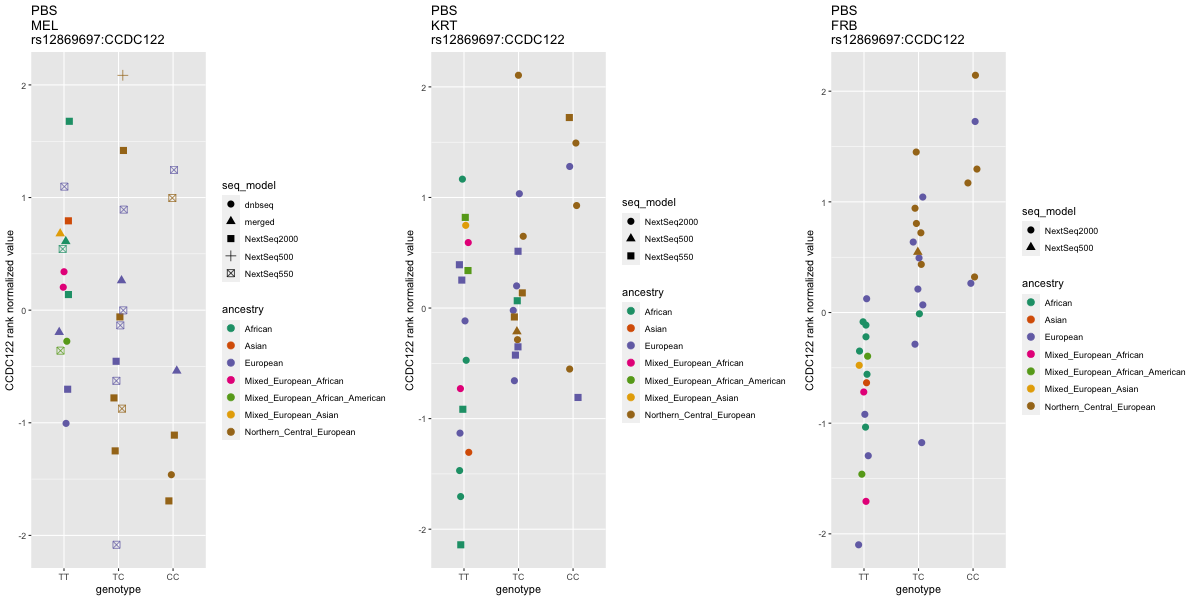 PBS
MEL
rs12869697:CCDC122
CCDC122 rank normalized value
2
1
0
-1
-2
TT
TC
CC
genotype
seq_model
dnbseq
merged
NextSeq2000
NextSeq500
NextSeq550
ancestry
African
Asian
European
Mixed_European_African
Mixed_European_African_American
Mixed_European_Asian
Northern_Central_European
PBS
KRT
rs12869697:CCDC122
CCDC122 rank normalized value
2
1
0
-1
-2
TT
TC
CC
genotype
seq_model
NextSeq2000
NextSeq500
NextSeq550
ancestry
African
Asian
European
Mixed_European_African
Mixed_European_African_American
Mixed_European_Asian
Northern_Central_European
PBS
FRB
rs12869697:CCDC122
CCDC122 rank normalized value
2
1
0
-1
-2
TT
TC
CC
genotype
seq_model
NextSeq2000
NextSeq500
ancestry
African
Asian
European
Mixed_European_African
Mixed_European_African_American
Mixed_European_Asian
Northern_Central_European